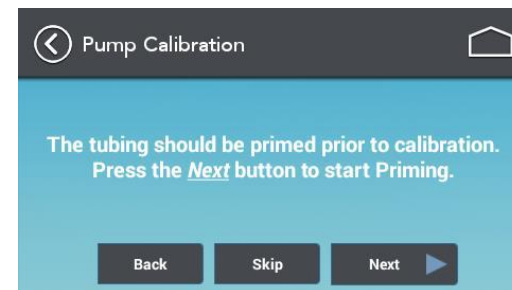 Pump Calibration
The tubing should be primed prior to calibration.
Press the Next button to start Priming.
Back
Skip
Next